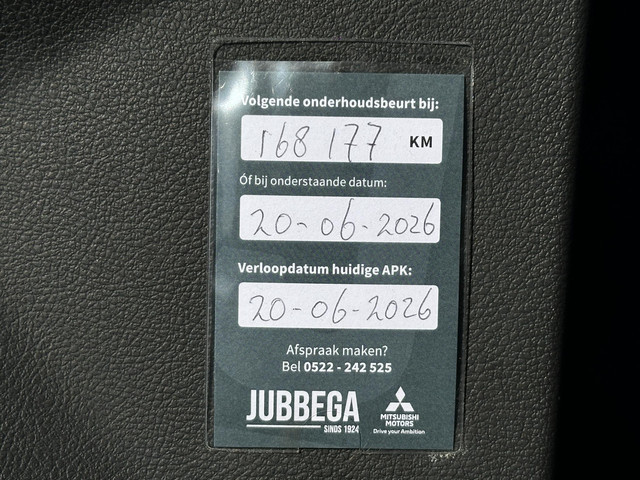 Volgende onderhoudsbeurt bij:
168 177 KM
Óf bij onderstaande datum:
20-06-2026
Verloopdatum huidige APK:
20-06-2026
Afspraak maken?
Bel 0522 - 242 525
JUBBEGA
SINDS 1924
MITSUBISHI
MOTORS
Drive your Ambition